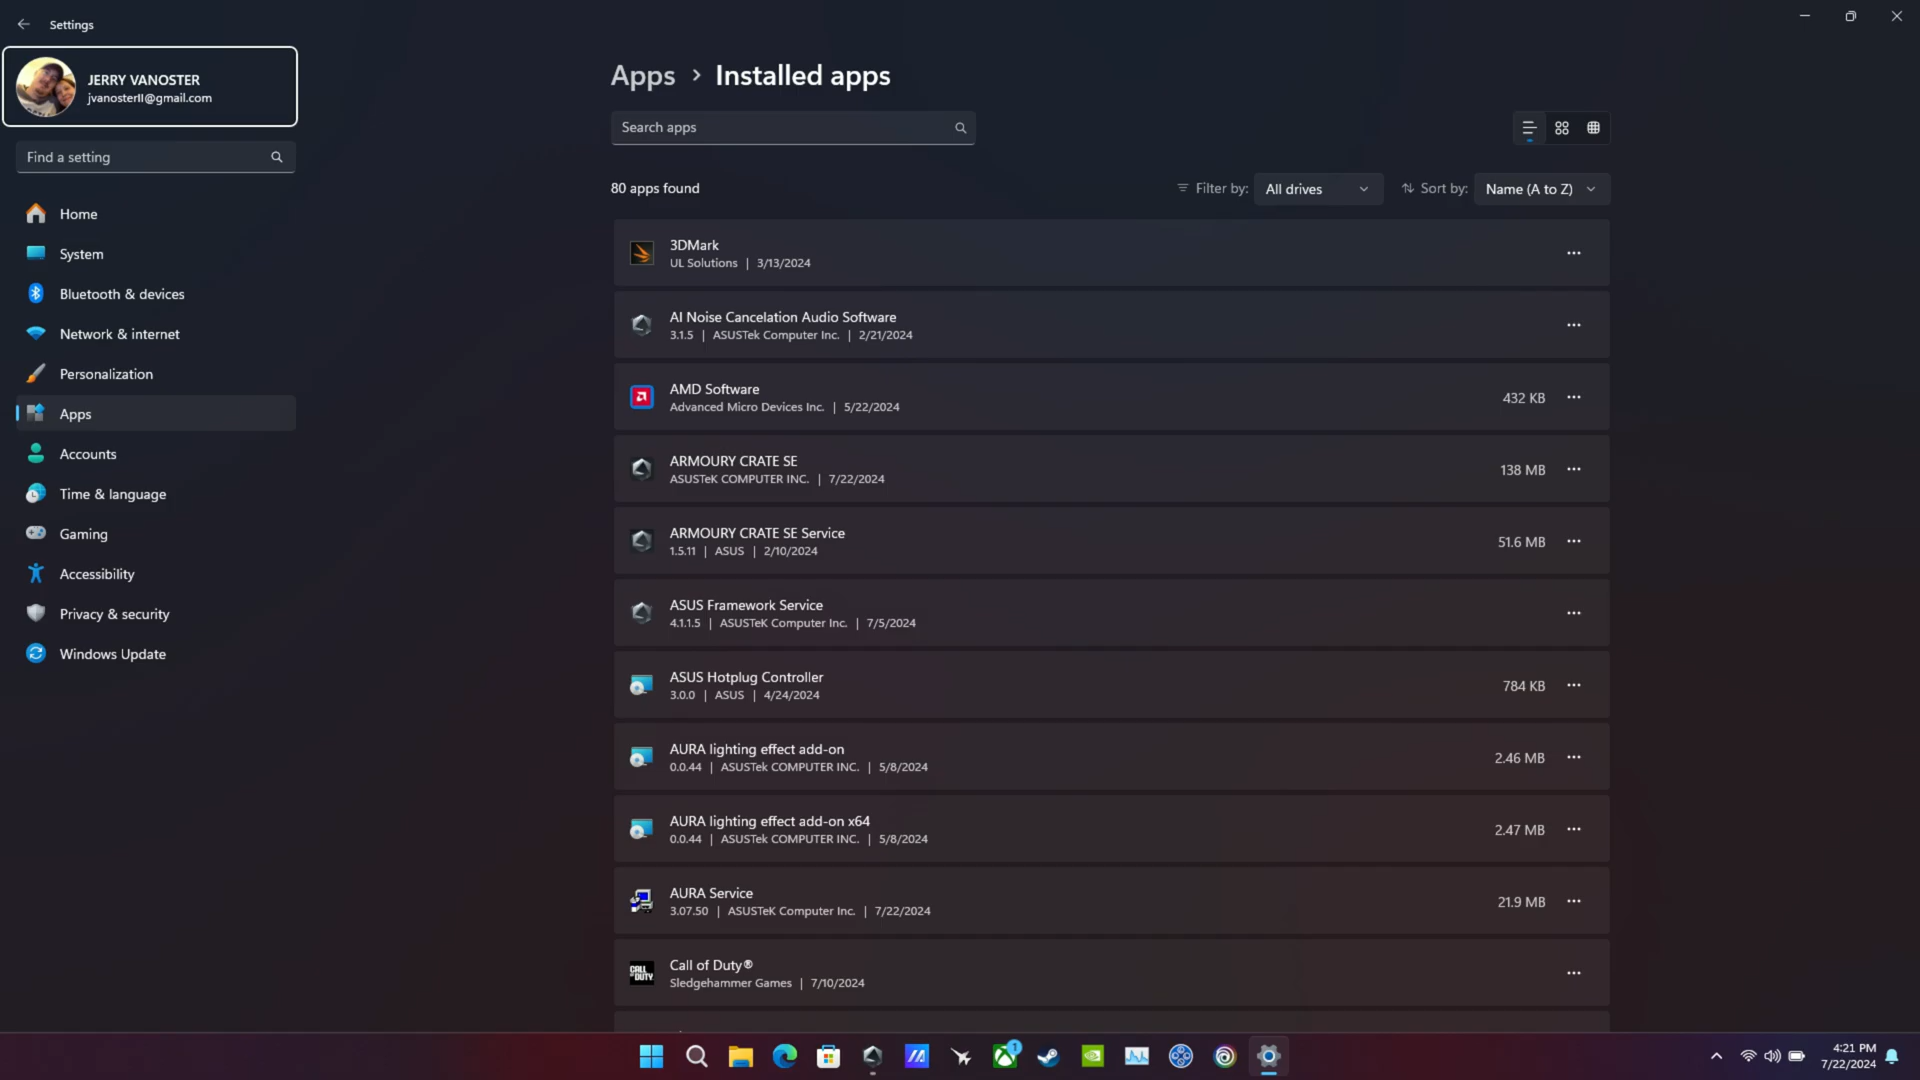 Settings
JERRY VANOSTER
jvanosterII@gmail.com
Find a setting
Home
System
Bluetooth & devices
Network & internet
Personalization
Apps
Accounts
Time & language
Gaming
Accessibility
Privacy & security
Windows Update
Apps > Installed apps
Search apps
80 apps found
Filter by: All drives
Sort by: Name (A to Z)
3DMark
UL Solutions | 3/13/2024
AI Noise Cancelation Audio Software
3.1.5 | ASUSTek Computer Inc. | 2/21/2024
AMD Software
Advanced Micro Devices Inc. | 5/22/2024
432 KB
ARMOURY CRATE SE
ASUSTeK COMPUTER INC. | 7/22/2024
138 MB
ARMOURY CRATE SE Service
1.5.11 | ASUS | 2/10/2024
51.6 MB
ASUS Framework Service
4.1.1.5 | ASUSTeK Computer Inc. | 7/5/2024
ASUS Hotplug Controller
3.0.0 | ASUS | 4/24/2024
784 KB
AURA lighting effect add-on
0.0.44 | ASUSTek COMPUTER INC. | 5/8/2024
2.46 MB
AURA lighting effect add-on x64
0.0.44 | ASUSTek COMPUTER INC. | 5/8/2024
2.47 MB
AURA Service
3.07.50 | ASUSTeK Computer Inc. | 7/22/2024
21.9 MB
CALL OF DUTY
Call of Duty®
Sledgehammer Games | 7/10/2024
1
4:21 PM
7/22/2024